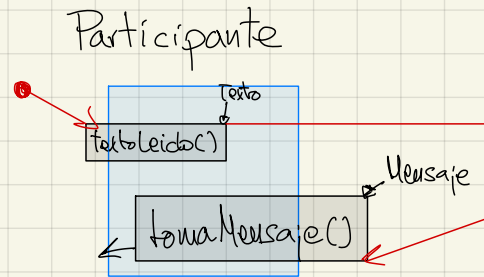 Participante
Texto
textoLeido()
Mensaje
tomaMensaje()